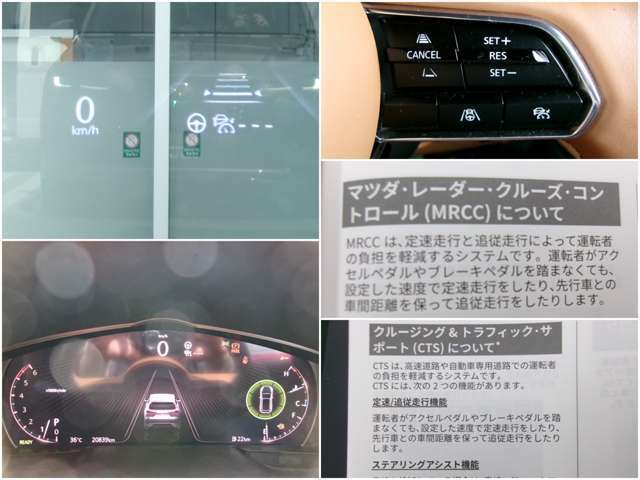 0
km/h
---
CANCEL
SET+
RES
SET-
マツダ・レーダー・クルーズ・コン
トロール(MRCC)について
MRCC は、定速走行と追従走行によって運転者
の負担を軽減するシステムです。運転者がアク
セルペダルやブレーキペダルを踏まなくても、
設定した速度で定速走行をしたり、先行車との
車間距離を保って追従走行をしたりします。
km/h
0
P
READY
36℃
20839km
22km
クルージング&トラフィック・サ
ポート(CTS)について*
CTS は、高速道路や自動車専用道路での運転者
の負担を軽減するシステムです。
CTS には、次の2つの機能があります。
定速/追従走行機能
運転者がアクセルペダルやブレーキペダルを踏
まなくても、設定した速度で定速走行をしたり、
先行車との車間距離を保って追従走行をしたりし
ます。
ステアリングアシスト機能